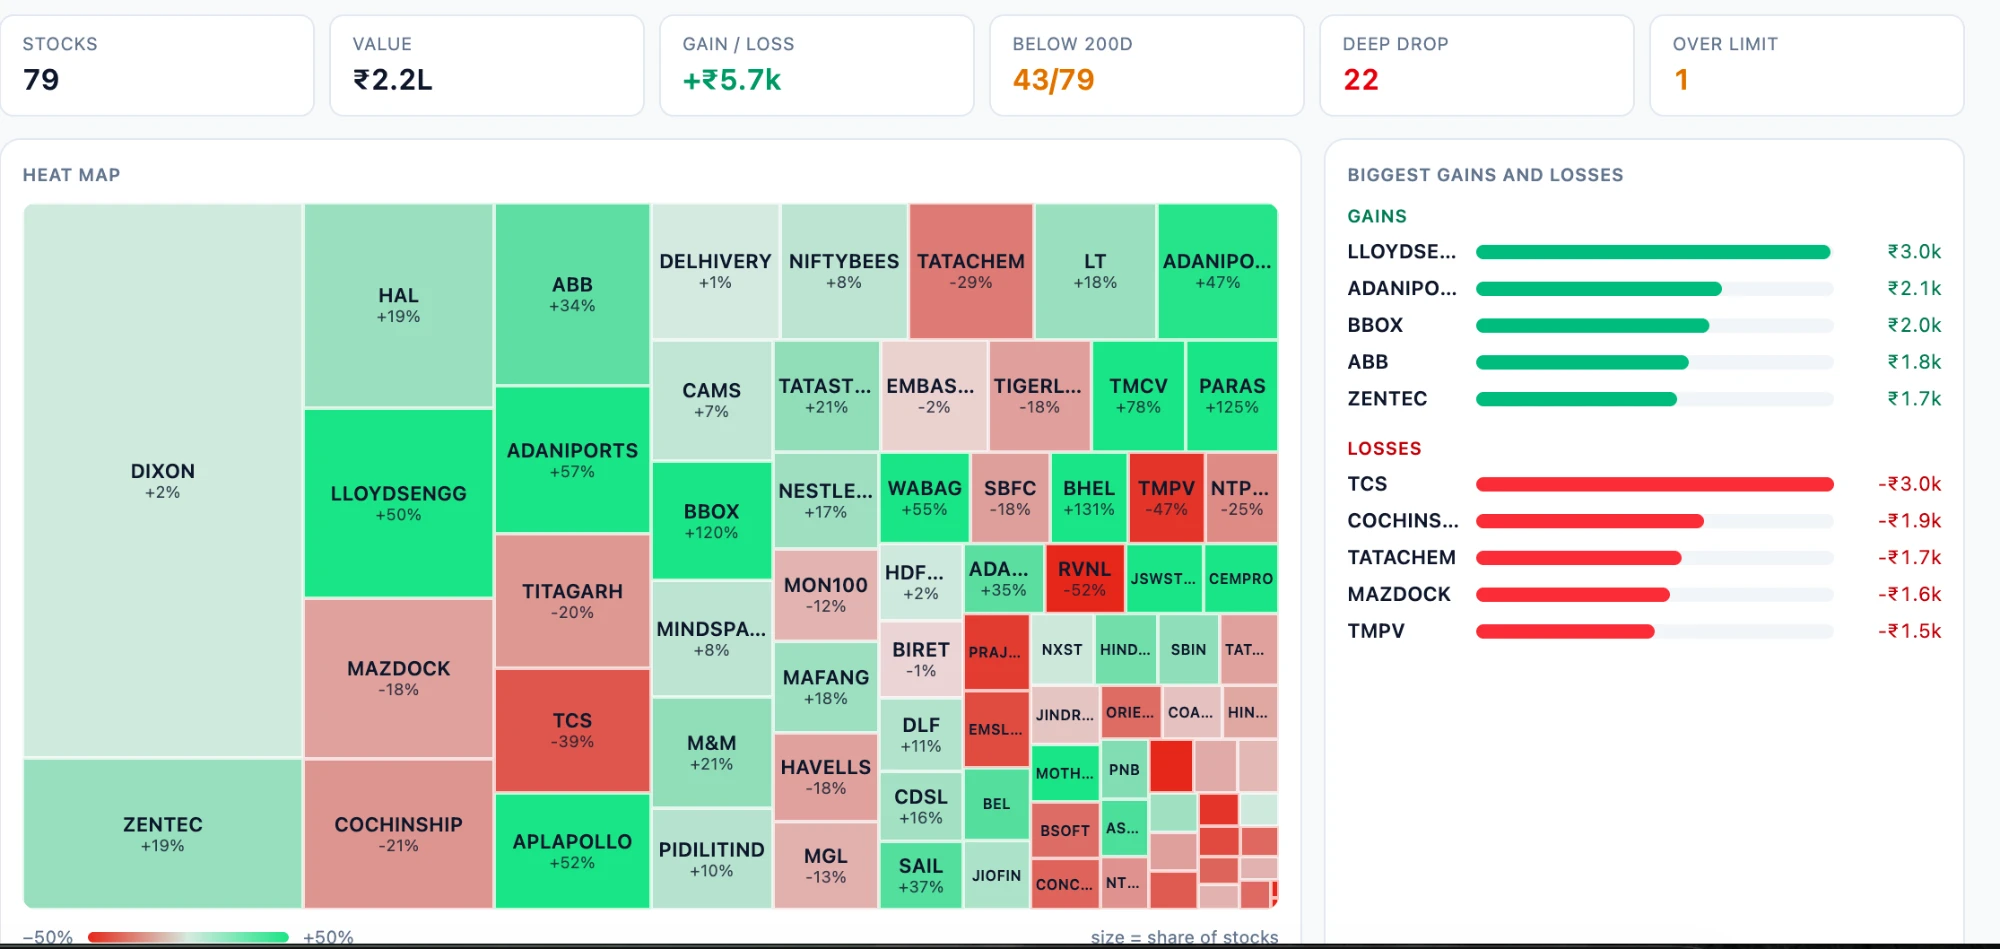 STOCKS
79
VALUE
₹2.2L
GAIN / LOSS
+₹5.7k
BELOW 200D
43/79
DEEP DROP
22
OVER LIMIT
1
HEAT MAP
DIXON
+2%
ZENTEC
+19%
HAL
+19%
LLOYDSENGG
+50%
MAZDOCK
-18%
COCHINSHIP
-21%
ABB
+34%
ADANIPORTS
+57%
TITAGARH
-20%
TCS
-39%
APLAPOLLO
+52%
DELHIVERY
+1%
NIFTYBEES
+8%
TATACHEM
-29%
LT
+18%
ADANIPO...
+47%
CAMS
+7%
BBOX
+120%
MINDSPA...
+8%
M&M
+21%
PIDILITIND
+10%
TATAST...
+21%
EMBAS...
-2%
TIGERL...
-18%
TMCV
+78%
PARAS
+125%
NESTLE...
+17%
MON100
-12%
MAFANG
+18%
HAVELLS
-18%
MGL
-13%
WABAG
+55%
SBFC
-18%
BHEL
+131%
TMPV
-47%
NTP...
-25%
HDF...
+2%
BIRET
-1%
DLF
+11%
CDSL
+16%
SAIL
+37%
ADA...
+35%
RVNL
-52%
JSWST...
CEMPRO
PRAJ...
EMSL...
BEL
JIOFIN
NXST
HIND...
SBIN
TAT...
JINDR...
ORIE...
COA...
HIN...
MOTH...
PNB
BSOFT
AS...
CONC...
NT...
−50%
+50%
size = share of stocks
BIGGEST GAINS AND LOSSES
GAINS
LLOYDSE... ₹3.0k
ADANIPO... ₹2.1k
BBOX ₹2.0k
ABB ₹1.8k
ZENTEC ₹1.7k
LOSSES
TCS -₹3.0k
COCHINS... -₹1.9k
TATACHEM -₹1.7k
MAZDOCK -₹1.6k
TMPV -₹1.5k